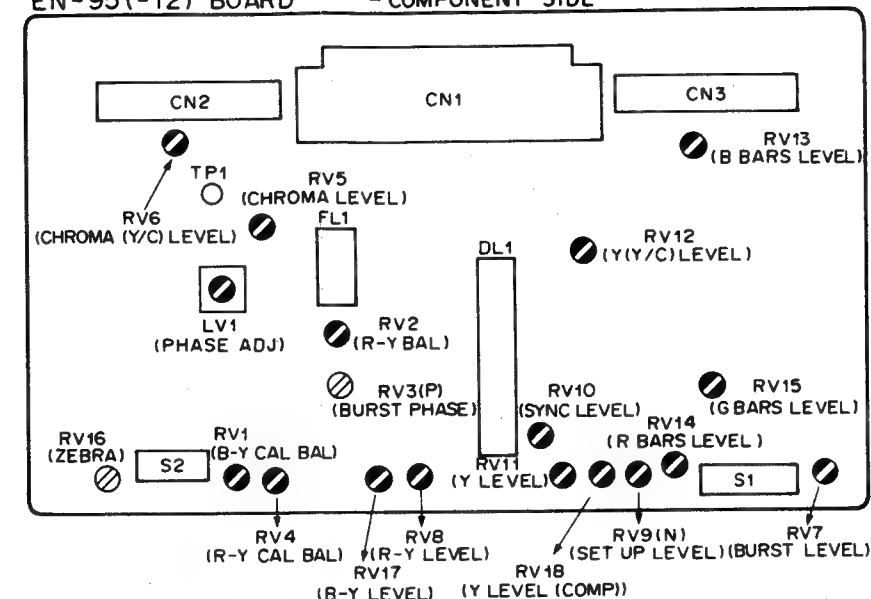 EN-95(-12) BOARD - COMPONENT SIDE
CN2
CN1
CN3
RV13
(B BARS LEVEL)
TP1
RV5
(CHROMA LEVEL)
RV6
(CHROMA (Y/C) LEVEL)
FL1
DL1
RV12
(Y(Y/C) LEVEL)
LV1
(PHASE ADJ)
RV2
(R-Y BAL)
RV3(P)
(BURST PHASE)
RV10
(SYNC LEVEL)
RV15
(G BARS LEVEL)
RV14
(R BARS LEVEL)
RV16
(ZEBRA)
S2
RV1
(B-Y CAL BAL)
RV11
(Y LEVEL)
S1
RV4
(R-Y CAL BAL)
RV8
(R-Y LEVEL)
RV9(N)
(SET UP LEVEL)
RV7
(BURST LEVEL)
RV17
(B-Y LEVEL)
RV18
(Y LEVEL (COMP))